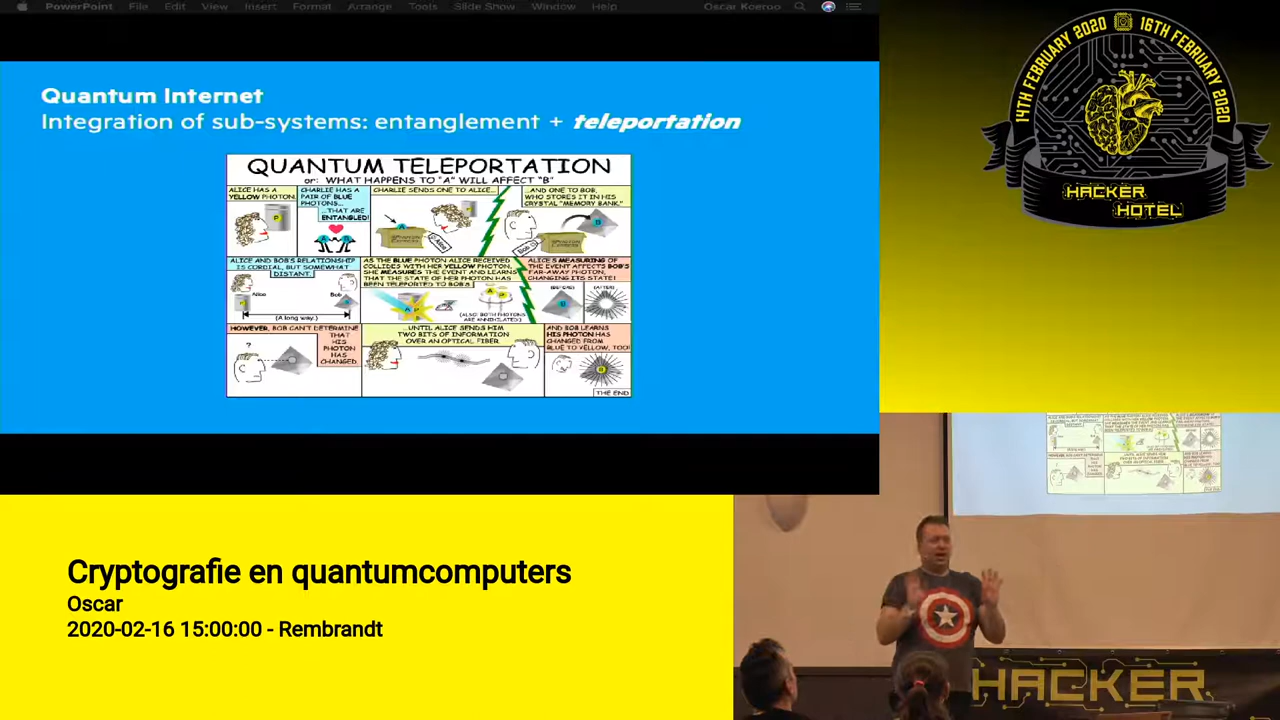 PowerPoint File Edit View Insert Format Arrange Tools Slide Show Window Help Oscar Koeroo
Quantum Internet
Integration of sub-systems: entanglement + teleportation
QUANTUM TELEPORTATION
or: WHAT HAPPENS TO "A" WILL AFFECT "B"
ALICE HAS A
YELLOW PHOTON.
CHARLIE HAS A
PAIR OF BLUE
PHOTONS...
...THAT ARE
ENTANGLED!
CHARLIE SENDS ONE TO ALICE...
...AND ONE TO BOB,
WHO STORES IT IN HIS
CRYSTAL "MEMORY BANK."
ALICE AND BOB'S RELATIONSHIP
IS CORDIAL, BUT SOMEWHAT
DISTANT.
Alice
Bob
(A long way.)
AS THE BLUE PHOTON ALICE RECEIVED
COLLIDES WITH HER YELLOW PHOTON,
SHE MEASURES THE EVENT AND LEARNS
THAT THE STATE OF HER PHOTON HAS
BEEN TELEPORTED TO BOB'S
(ALSO: BOTH PHOTONS
ARE ANNIHILATED.)
ALICE'S MEASURING OF
THE EVENT AFFECTS BOB'S
FAR-AWAY PHOTON,
CHANGING ITS STATE!
(BEFORE)
(AFTER)
HOWEVER, BOB CAN'T DETERMINE
THAT
HIS
PHOTON
HAS
CHANGED
?
UNTIL ALICE SENDS HIM
TWO BITS OF INFORMATION
OVER AN OPTICAL FIBER.
AND BOB LEARNS
HIS PHOTON HAS
CHANGED FROM
BLUE TO YELLOW, TOO!
THE END
14TH FEBRUARY 2020 16TH FEBRUARY 2020
HACKER
HOTEL
Cryptografie en quantumcomputers
Oscar
2020-02-16 15:00:00 - Rembrandt
HACKER